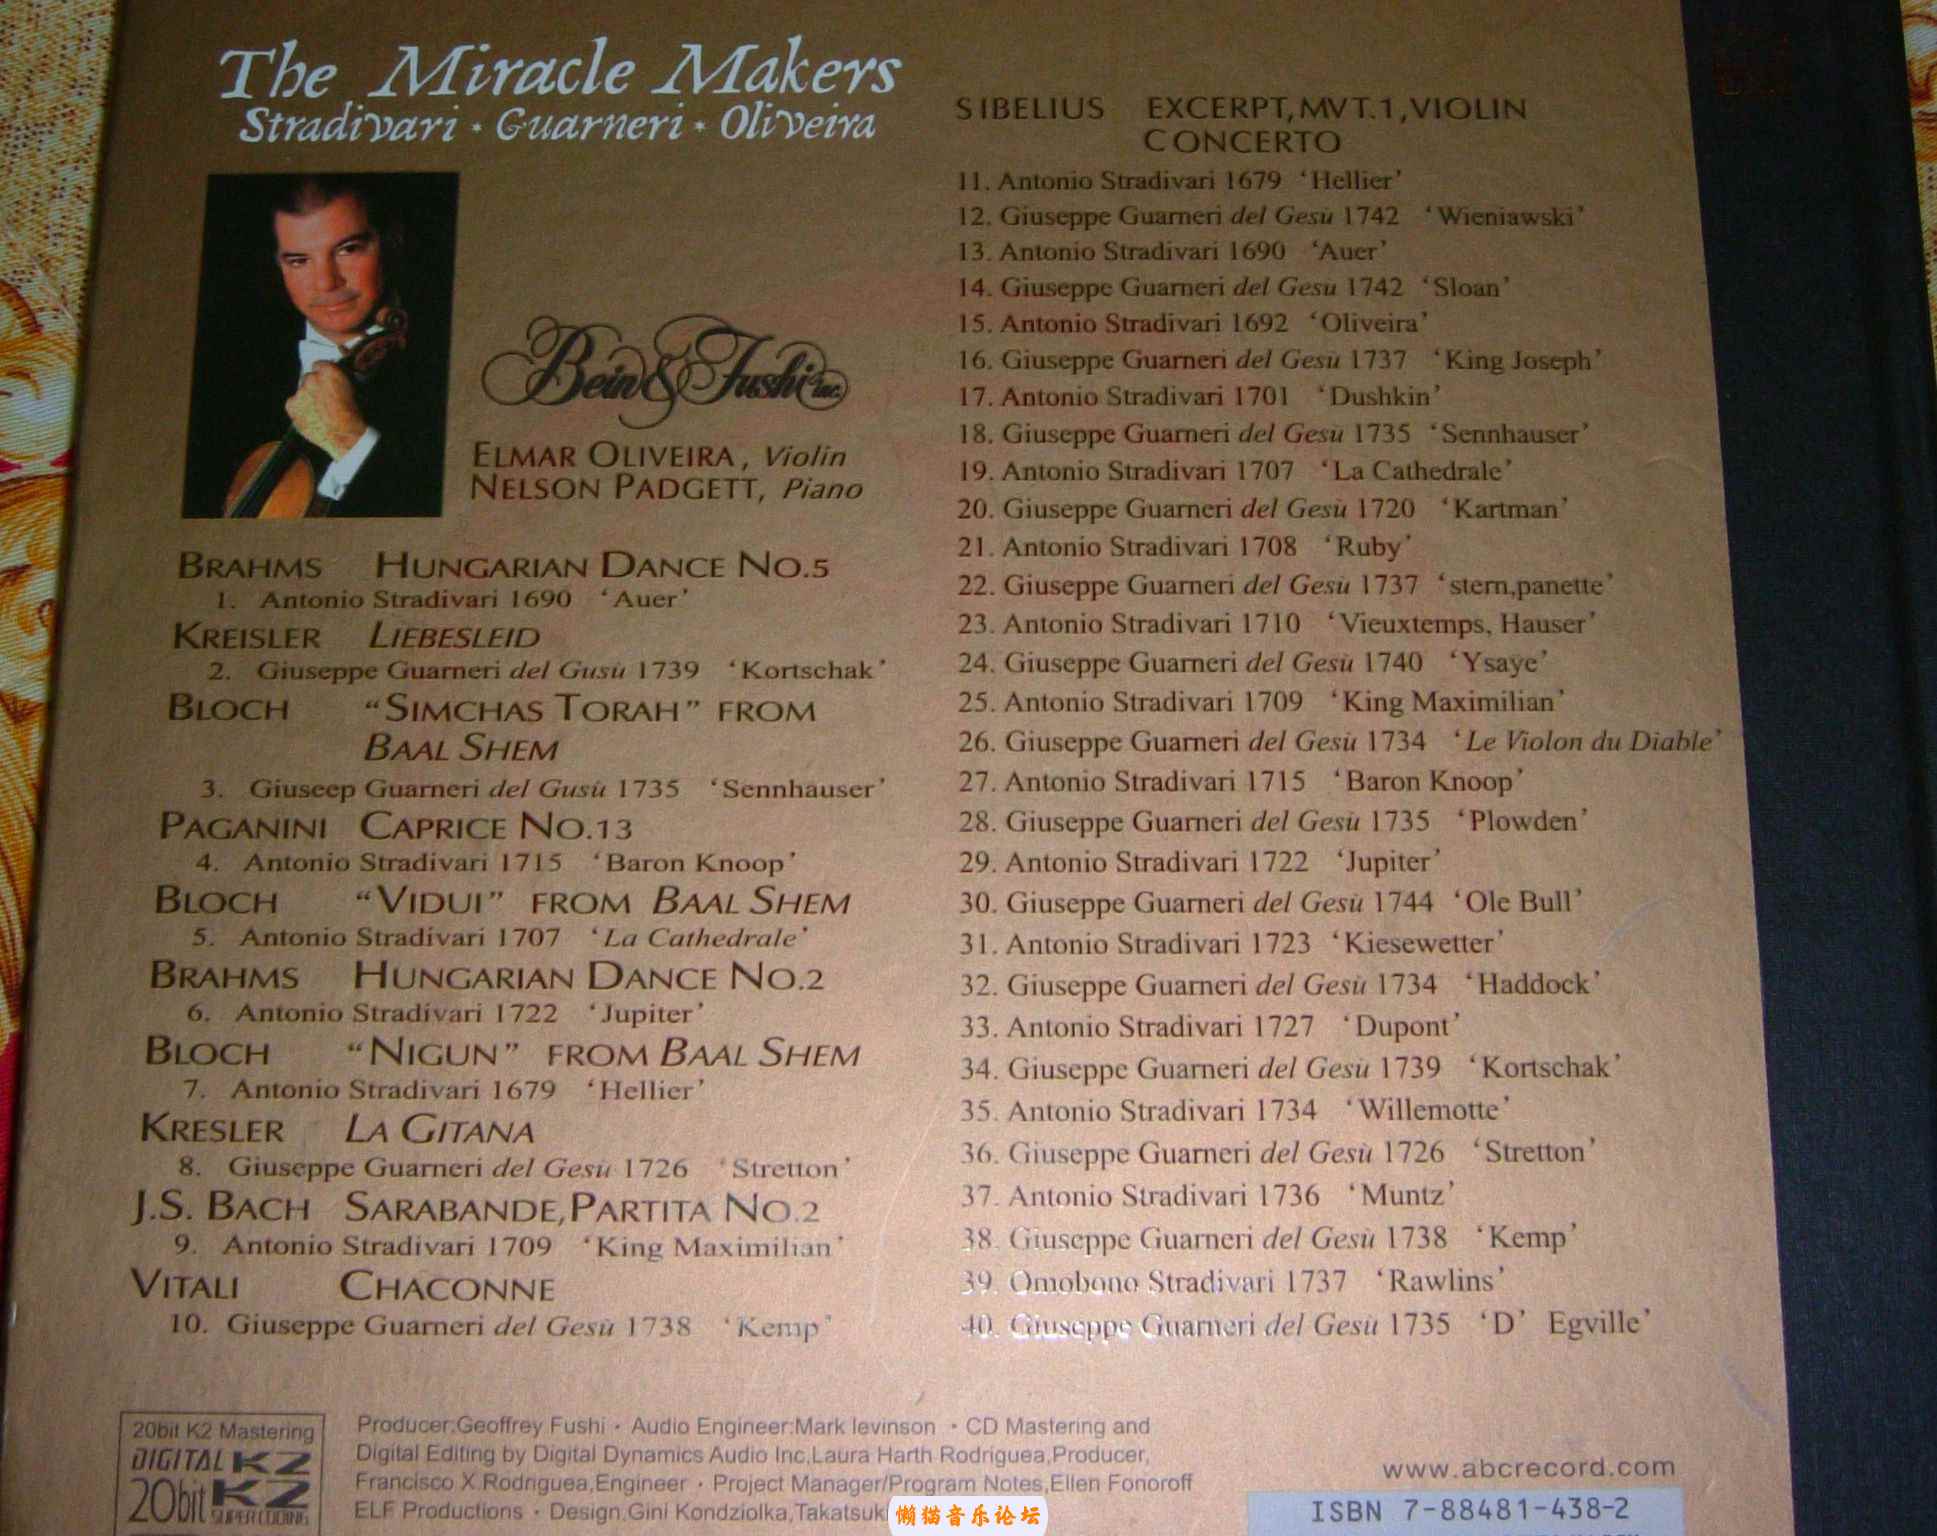 The Miracle Makers
Stradivari · Guarneri · Oliveira
Bein & Fushi Inc.
ELMAR OLIVEIRA, Violin
NELSON PADGETT, Piano
BRAHMS HUNGARIAN DANCE NO.5
1. Antonio Stradivari 1690 ‘Auer’
KREISLER LIEBESLEID
2. Giuseppe Guarneri del Gusù 1739 ‘Kortschak’
BLOCH “SIMCHAS TORAH” FROM
BAAL SHEM
3. Giuseep Guarneri del Gusù 1735 ‘Sennhauser’
PAGANINI CAPRICE NO.13
4. Antonio Stradivari 1715 ‘Baron Knoop’
BLOCH “VIDUI” FROM BAAL SHEM
5. Antonio Stradivari 1707 ‘La Cathedrale’
BRAHMS HUNGARIAN DANCE NO.2
6. Antonio Stradivari 1722 ‘Jupiter’
BLOCH “NIGUN” FROM BAAL SHEM
7. Antonio Stradivari 1679 ‘Hellier’
KRESLER LA GITANA
8. Giuseppe Guarneri del Gesù 1726 ‘Stretton’
J.S. BACH SARABANDE,PARTITA NO.2
9. Antonio Stradivari 1709 ‘King Maximilian’
VITALI CHACONNE
10. Giuseppe Guarneri del Gesù 1738 ‘Kemp’
SIBELIUS EXCERPT,MVT.1,VIOLIN
CONCERTO
11. Antonio Stradivari 1679 ‘Hellier’
12. Giuseppe Guarneri del Gesù 1742 ‘Wieniawski’
13. Antonio Stradivari 1690 ‘Auer’
14. Giuseppe Guarneri del Gesù 1742 ‘Sloan’
15. Antonio Stradivari 1692 ‘Oliveira’
16. Giuseppe Guarneri del Gesù 1737 ‘King Joseph’
17. Antonio Stradivari 1701 ‘Dushkin’
18. Giuseppe Guarneri del Gesù 1735 ‘Sennhauser’
19. Antonio Stradivari 1707 ‘La Cathedrale’
20. Giuseppe Guarneri del Gesù 1720 ‘Kartman’
21. Antonio Stradivari 1708 ‘Ruby’
22. Giuseppe Guarneri del Gesù 1737 ‘stern,panette’
23. Antonio Stradivari 1710 ‘Vieuxtemps, Hauser’
24. Giuseppe Guarneri del Gesù 1740 ‘Ysaye’
25. Antonio Stradivari 1709 ‘King Maximilian’
26. Giuseppe Guarneri del Gesù 1734 ‘Le Violon du Diable’
27. Antonio Stradivari 1715 ‘Baron Knoop’
28. Giuseppe Guarneri del Gesù 1735 ‘Plowden’
29. Antonio Stradivari 1722 ‘Jupiter’
30. Giuseppe Guarneri del Gesù 1744 ‘Ole Bull’
31. Antonio Stradivari 1723 ‘Kiesewetter’
32. Giuseppe Guarneri del Gesù 1734 ‘Haddock’
33. Antonio Stradivari 1727 ‘Dupont’
34. Giuseppe Guarneri del Gesù 1739 ‘Kortschak’
35. Antonio Stradivari 1734 ‘Willemotte’
36. Giuseppe Guarneri del Gesù 1726 ‘Stretton’
37. Antonio Stradivari 1736 ‘Muntz’
38. Giuseppe Guarneri del Gesù 1738 ‘Kemp’
39. Omobono Stradivari 1737 ‘Rawlins’
40. Giuseppe Guarneri del Gesù 1735 ‘D’ Egville’
20bit K2 Mastering
DIGITAL K2
20bit K2
SUPER CODING
Producer:Geoffrey Fushi · Audio Engineer:Mark levinson · CD Mastering and
Digital Editing by Digital Dynamics Audio Inc,Laura Harth Rodriguea,Producer,
Francisco X.Rodriguea,Engineer · Project Manager/Program Notes,Ellen Fonoroff
ELF Productions · Design,Gini Kondziolka,Takatsuki
www.abcrecord.com
ISBN 7-88481-438-2
懒猫音乐论坛